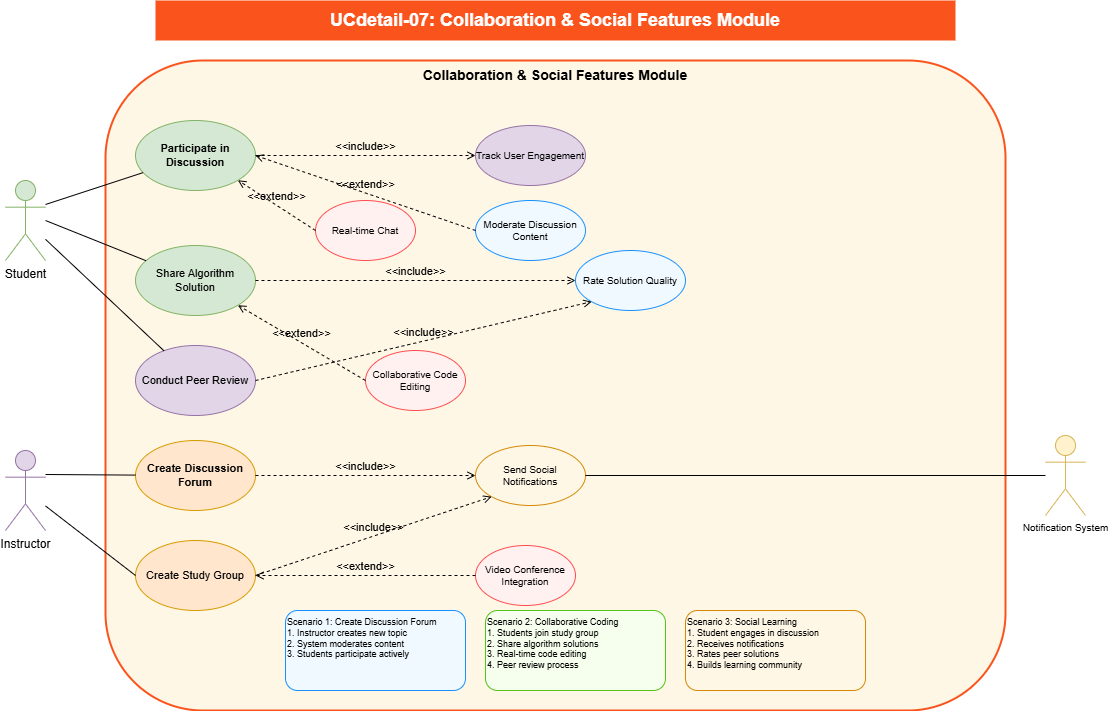 UCdetail-07: Collaboration & Social Features Module
Collaboration & Social Features Module
Participate in
Discussion
<<include>>
Track User Engagement
<<extend>>
<<extend>>
Real-time Chat
Moderate Discussion
Content
Student
Share Algorithm
Solution
<<include>>
Rate Solution Quality
<<extend>>
<<include>>
Conduct Peer Review
Collaborative Code
Editing
Instructor
Create Discussion
Forum
<<include>>
Send Social
Notifications
Notification System
<<include>>
Create Study Group
<<extend>>
Video Conference
Integration
Scenario 1: Create Discussion Forum
1. Instructor creates new topic
2. System moderates content
3. Students participate actively
Scenario 2: Collaborative Coding
1. Students join study group
2. Share algorithm solutions
3. Real-time code editing
4. Peer review process
Scenario 3: Social Learning
1. Student engages in discussion
2. Receives notifications
3. Rates peer solutions
4. Builds learning community